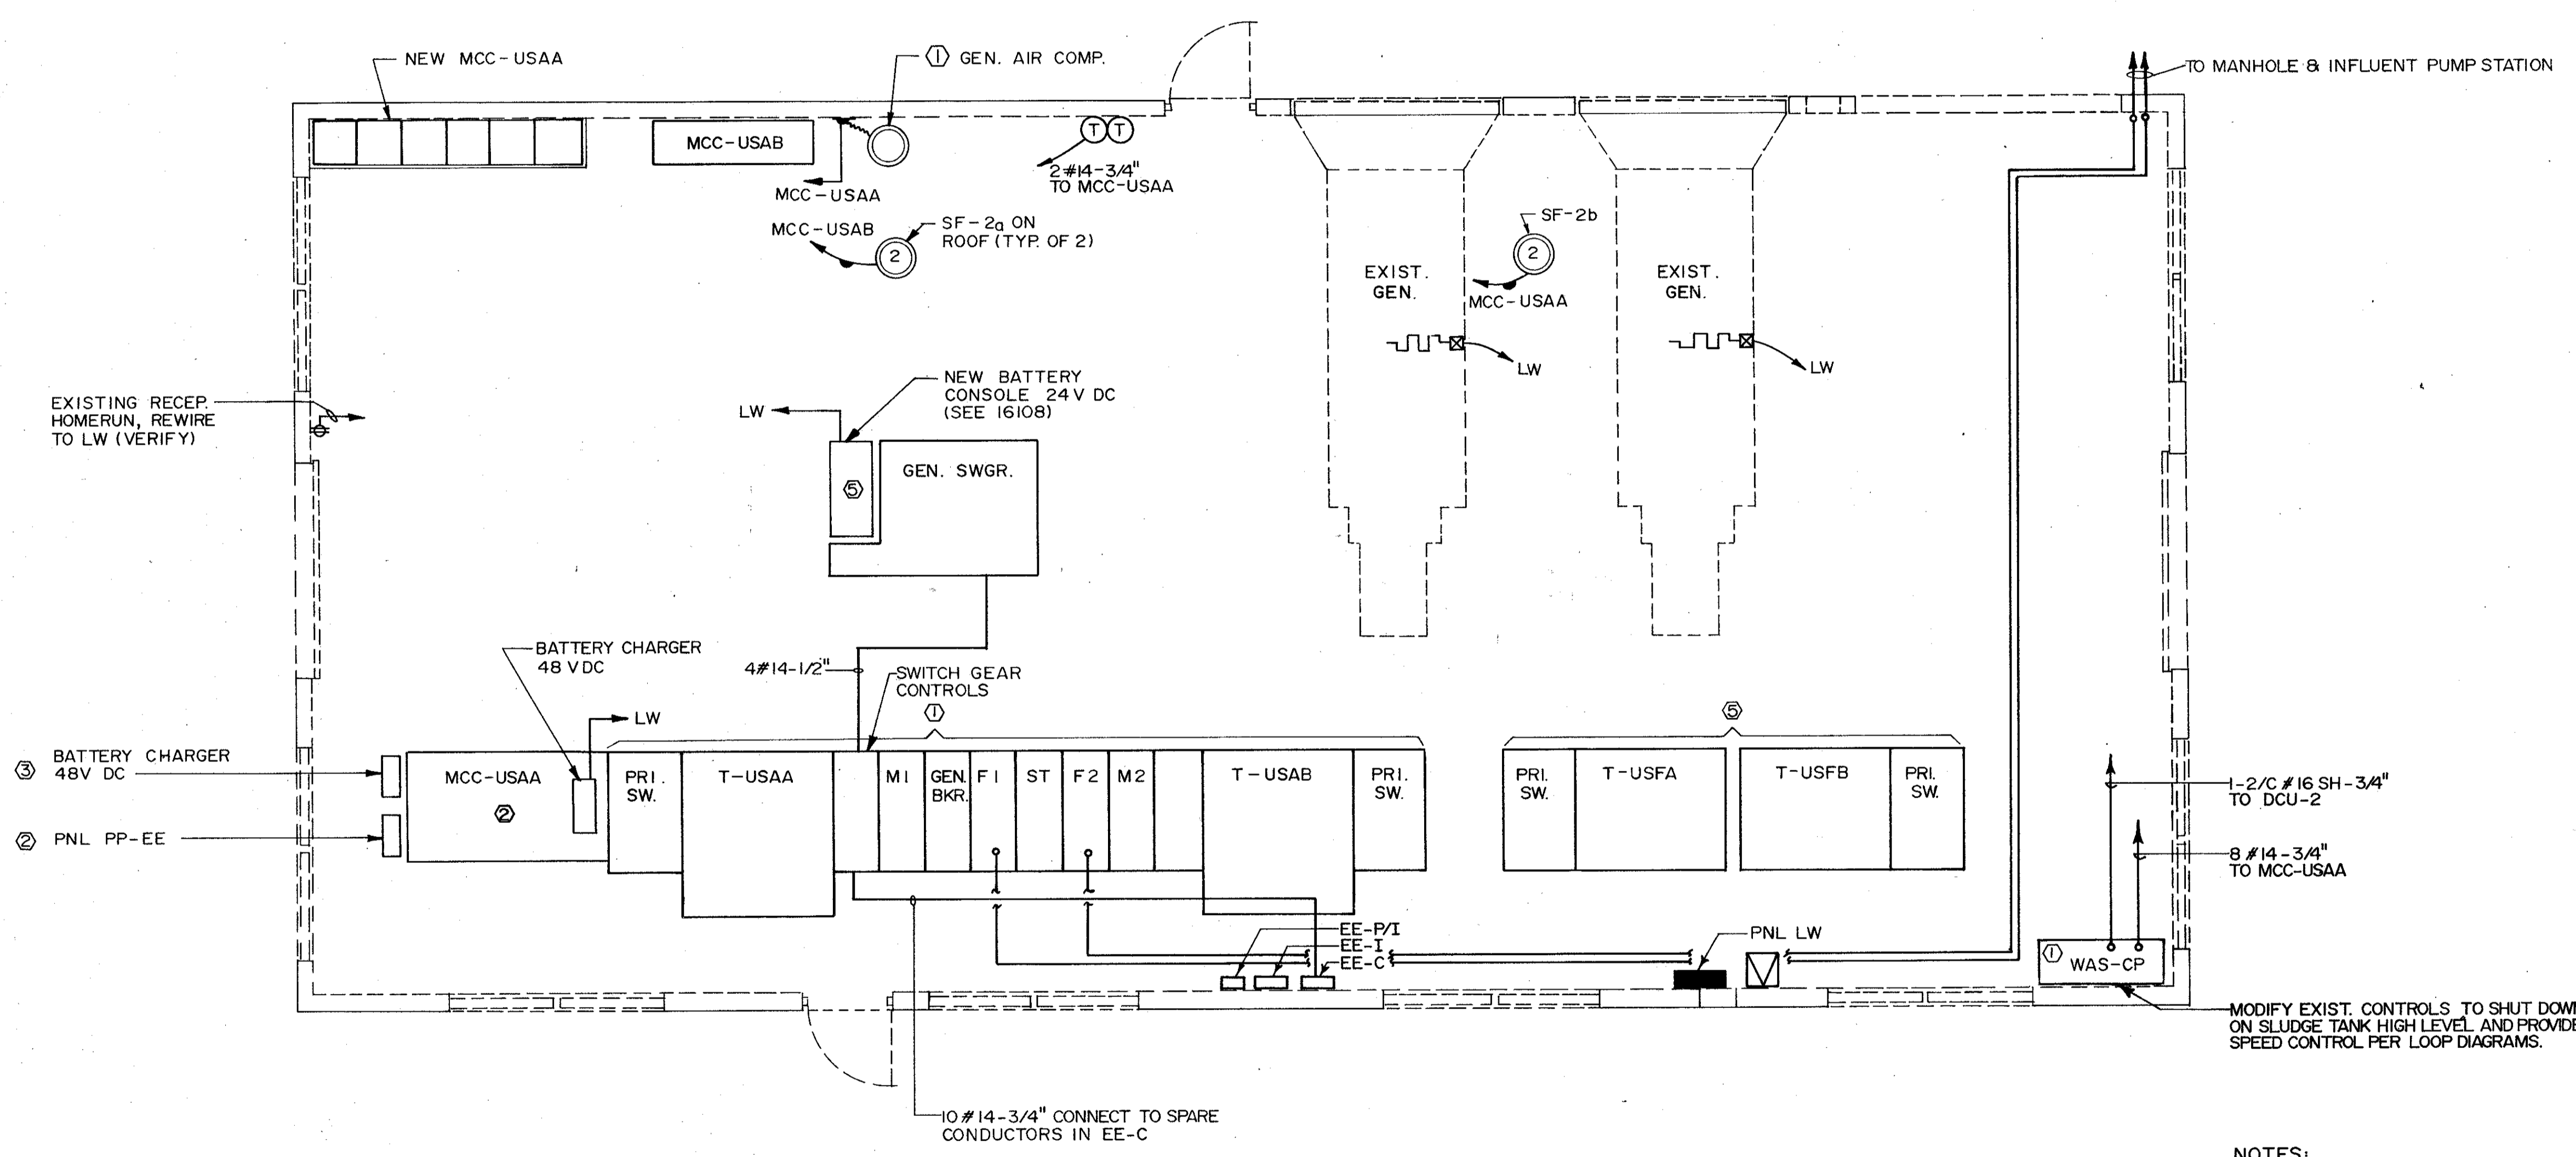 NEW MCC-USAA
1 GEN. AIR COMP.
TO MANHOLE & INFLUENT PUMP STATION
MCC-USAB
T T
2#14-3/4"
TO MCC-USAA
MCC-USAA
MCC-USAB
SF-2a ON
ROOF (TYP. OF 2)
2
SF-2b
2
MCC-USAA
EXIST.
GEN.
EXIST.
GEN.
LW
LW
EXISTING RECEP.
HOMERUN, REWIRE
TO LW (VERIFY)
NEW BATTERY
CONSOLE 24V DC
(SEE 16108)
LW
5
GEN. SWGR.
BATTERY CHARGER
48 VDC
4#14-1/2"
SWITCH GEAR
CONTROLS
LW
1
5
3 BATTERY CHARGER
48V DC
2 PNL PP-EE
MCC-USAA
2
PRI.
SW.
T-USAA
M1
GEN.
BKR.
F1
ST
F2
M2
T-USAB
PRI.
SW.
PRI.
SW.
T-USFA
T-USFB
PRI.
SW.
1-2/C #16 SH-3/4"
TO DCU-2
8 #14-3/4"
TO MCC-USAA
EE-P/I
EE-I
EE-C
PNL LW
1
WAS-CP
MODIFY EXIST. CONTROLS TO SHUT DOW
ON SLUDGE TANK HIGH LEVEL AND PROVIDE
SPEED CONTROL PER LOOP DIAGRAMS.
10#14-3/4" CONNECT TO SPARE
CONDUCTORS IN EE-C
NOTES: